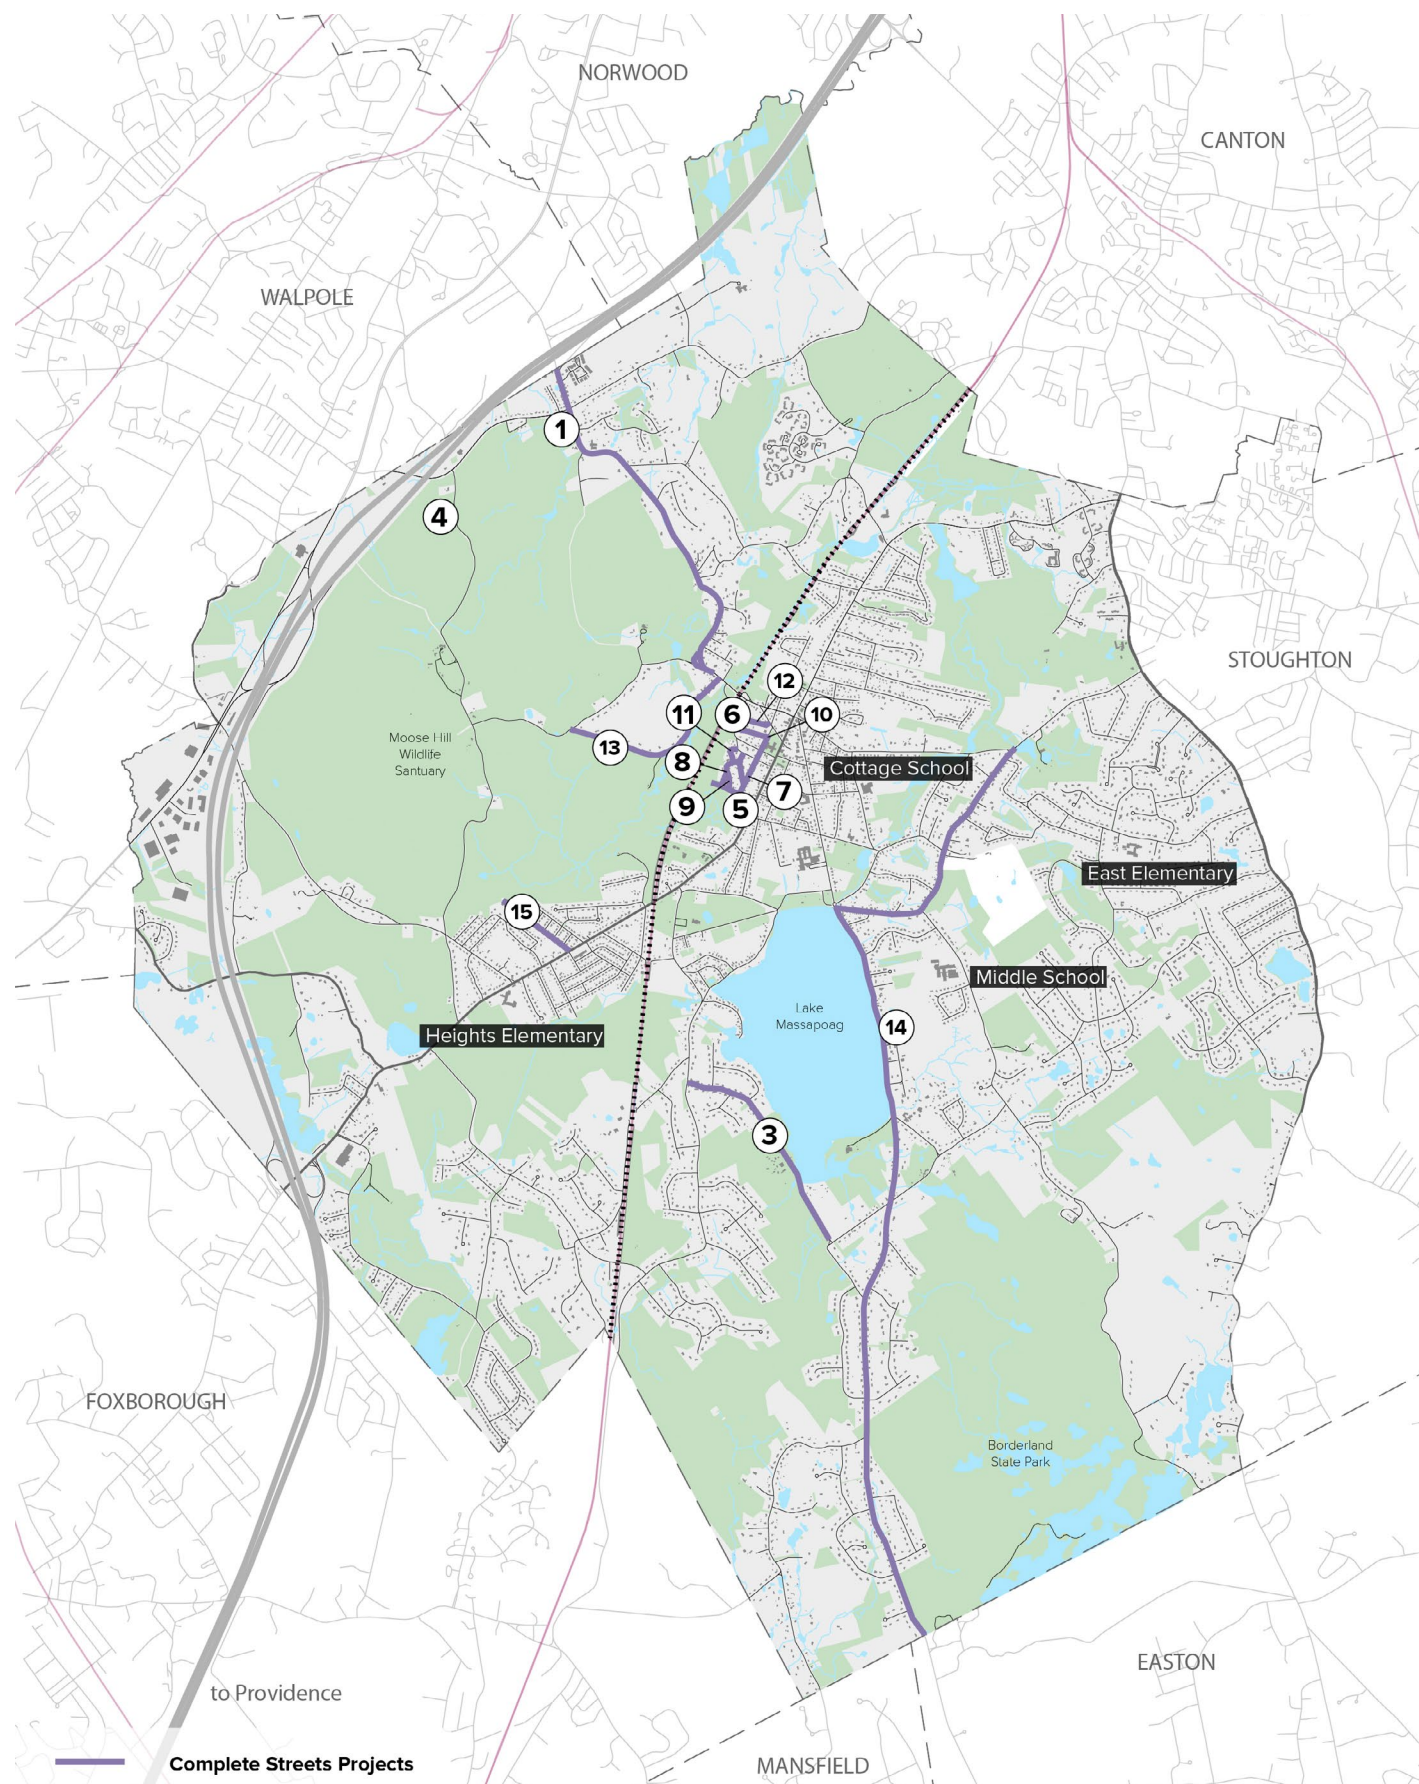 NORWOOD
CANTON
WALPOLE
1
4
STOUGHTON
12
11
6
10
13
Moose Hill
Wildlife
Santuary
8
Cottage School
7
9
5
East Elementary
15
Middle School
Lake
Massapoag
14
Heights Elementary
3
FOXBOROUGH
Borderland
State Park
EASTON
to Providence
Complete Streets Projects
MANSFIELD